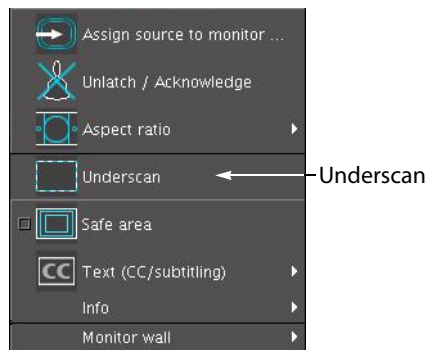 Assign source to monitor ...
Unlatch / Acknowledge
Aspect ratio
Underscan
Underscan
Safe area
CC Text (CC/subtitling)
Info
Monitor wall